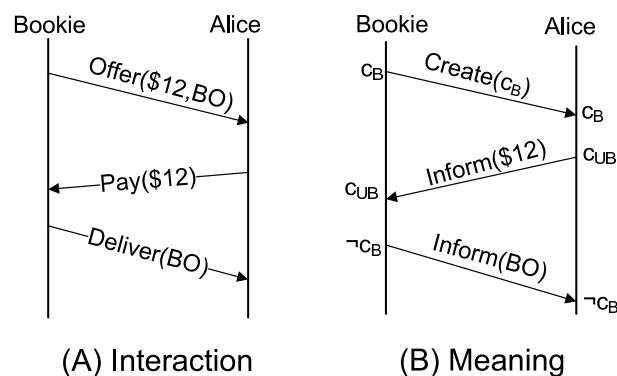 Bookie Alice
Offer($12,BO)
Pay($12)
Deliver(BO)
(A) Interaction
Bookie Alice
c_B Create(c_B) c_B
Inform($12) c_UB
c_UB
¬c_B Inform(BO) ¬c_B
(B) Meaning